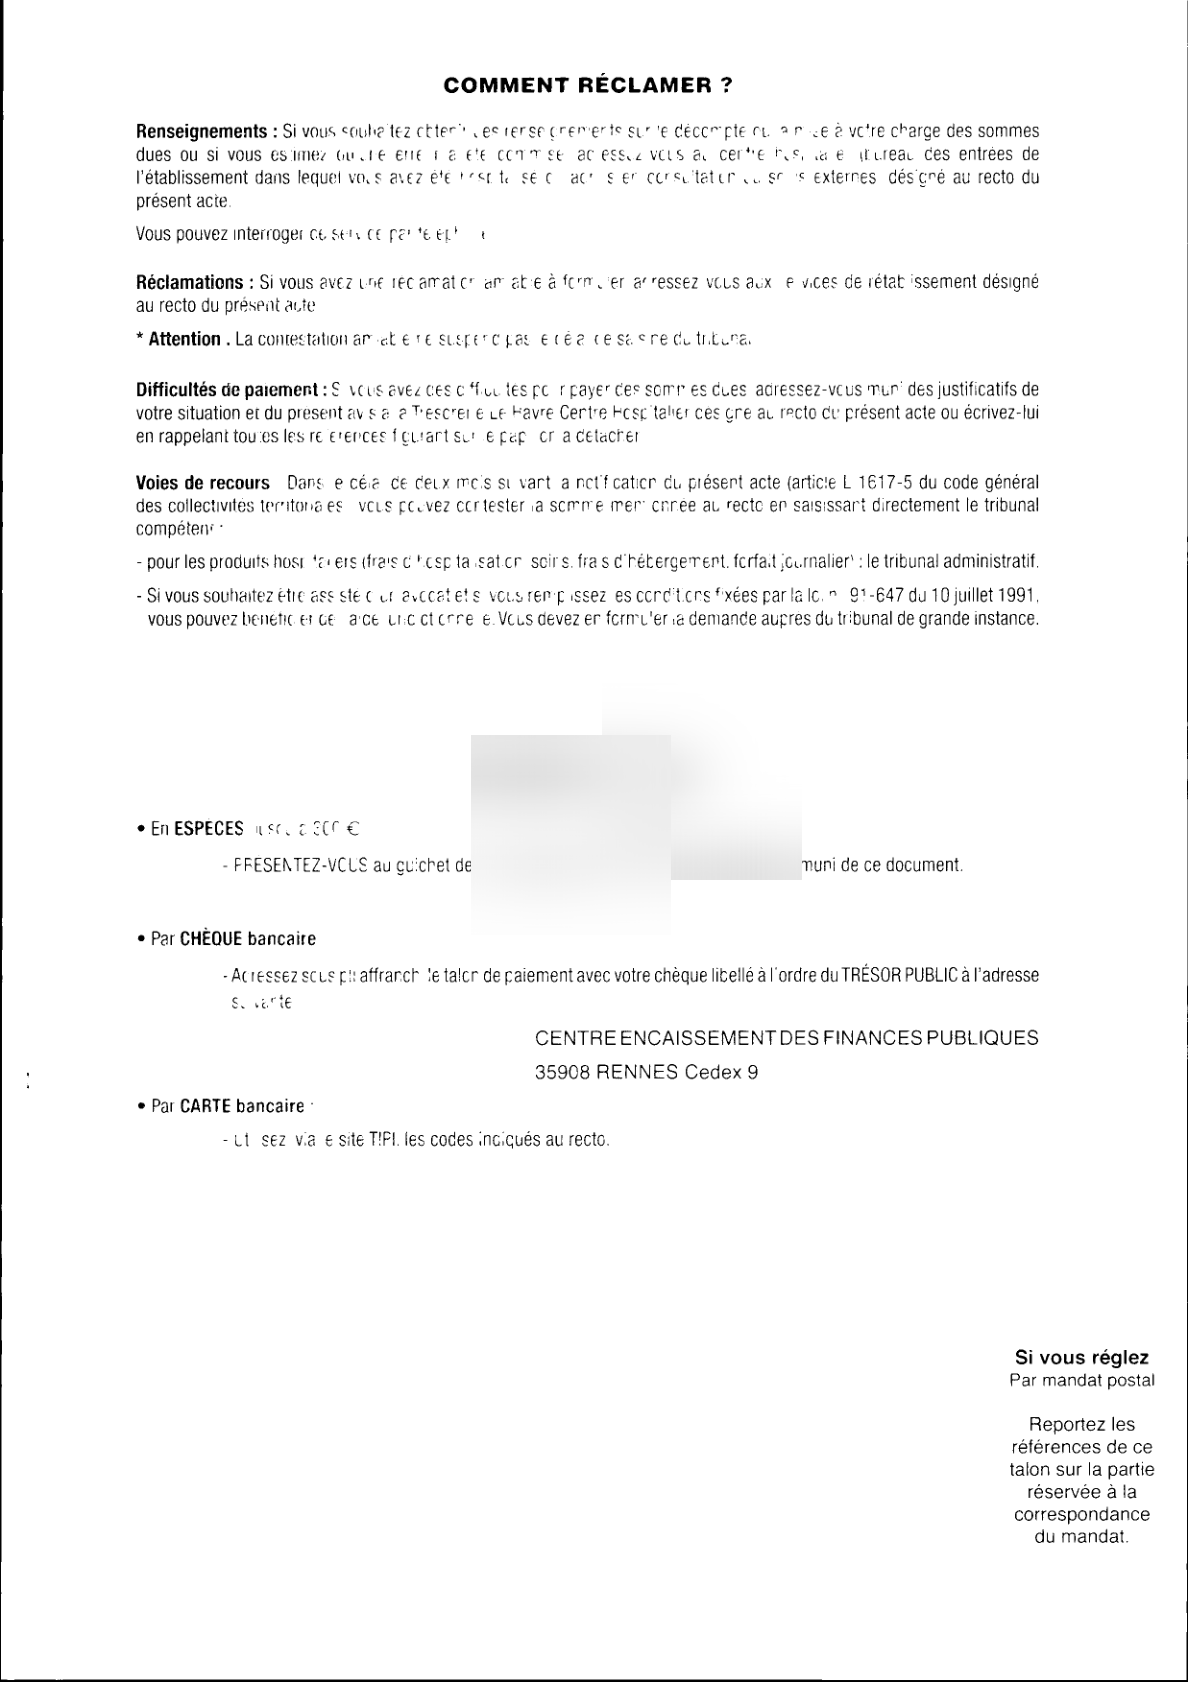 COMMENT RÉCLAMER ?
Renseignements : Si vous souhaitez obtenir des renseignements sur le décompte ou la mise à votre charge des sommes
dues ou si vous estimez qu'une erreur a été commise adressez vous au centre bureau des entrées de
l'établissement dans lequel vous avez été externes désigné au recto du
présent acte.
Vous pouvez interroger ce service par
Réclamations : Si vous avez une réclamation amiable à formuler adressez vous aux services de l'établissement désigné
au recto du présent acte
* Attention . La contestation amiable ne suspend pas le délai de saisine du tribunal.
Difficultés de paiement : Si vous avez des difficultés pour payer des sommes dues, adressez-vous muni des justificatifs de
votre situation et du présent avis à la Trésorerie Le Havre Centre Hospitalier désigné au recto du présent acte ou écrivez-lui
en rappelant toutes les références figurant sur le papillon à détacher
Voies de recours Dans le délai de deux mois suivant la notification du présent acte (article L 1617-5 du code général
des collectivités territoriales vous pouvez contester la somme mentionnée au recto en saisissant directement le tribunal
compétent :
- pour les produits hospitaliers (frais d'hospitalisation, soins, frais d'hébergement, forfait journalier) : le tribunal administratif.
- Si vous souhaitez être assisté d'un avocat et si vous remplissez les conditions fixées par la loi n° 91-647 du 10 juillet 1991,
vous pouvez bénéficier de l'aide juridictionnelle. Vous devez en formuler la demande auprès du tribunal de grande instance.
• En ESPECES jusqu'à 300 €
- PRESENTEZ-VOUS au guichet de muni de ce document.
• Par CHÈQUE bancaire
- Adressez sous pli affranchi le talon de paiement avec votre chèque libellé à l'ordre du TRÉSOR PUBLIC à l'adresse
suivante
CENTRE ENCAISSEMENT DES FINANCES PUBLIQUES
35908 RENNES Cedex 9
• Par CARTE bancaire :
- Utilisez via le site TIPI, les codes indiqués au recto.
Si vous réglez
Par mandat postal
Reportez les
références de ce
talon sur la partie
réservée à la
correspondance
du mandat.